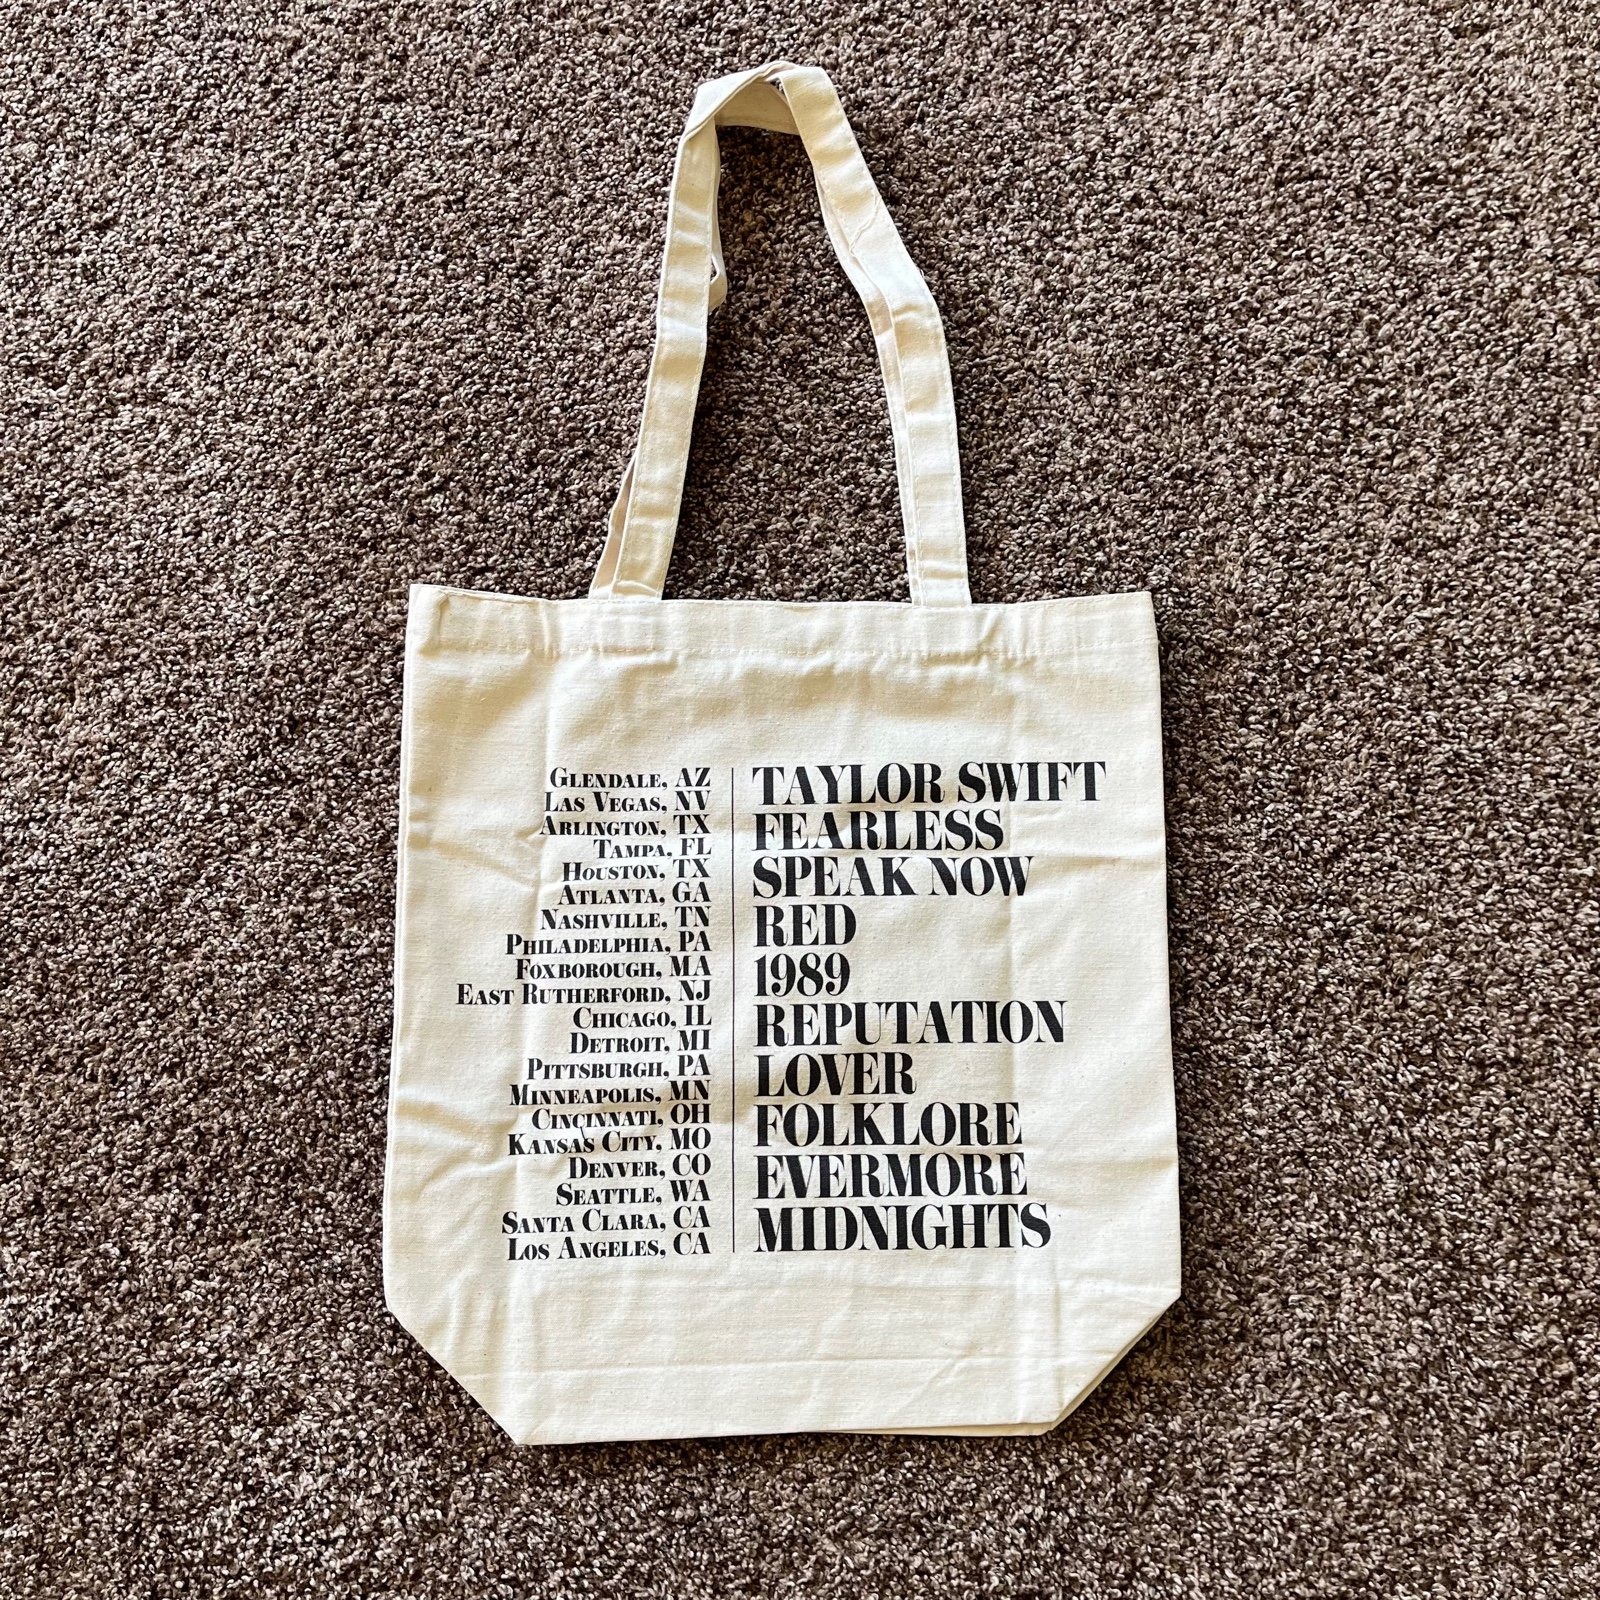 Glendale, AZ
Las Vegas, NV
Arlington, TX
Tampa, FL
Houston, TX
Atlanta, GA
Nashville, TN
Philadelphia, PA
Foxborough, MA
East Rutherford, NJ
Chicago, IL
Detroit, MI
Pittsburgh, PA
Minneapolis, MN
Cincinnati, OH
Kansas City, MO
Denver, CO
Seattle, WA
Santa Clara, CA
Los Angeles, CA
TAYLOR SWIFT
FEARLESS
SPEAK NOW
RED
1989
REPUTATION
LOVER
FOLKLORE
EVERMORE
MIDNIGHTS